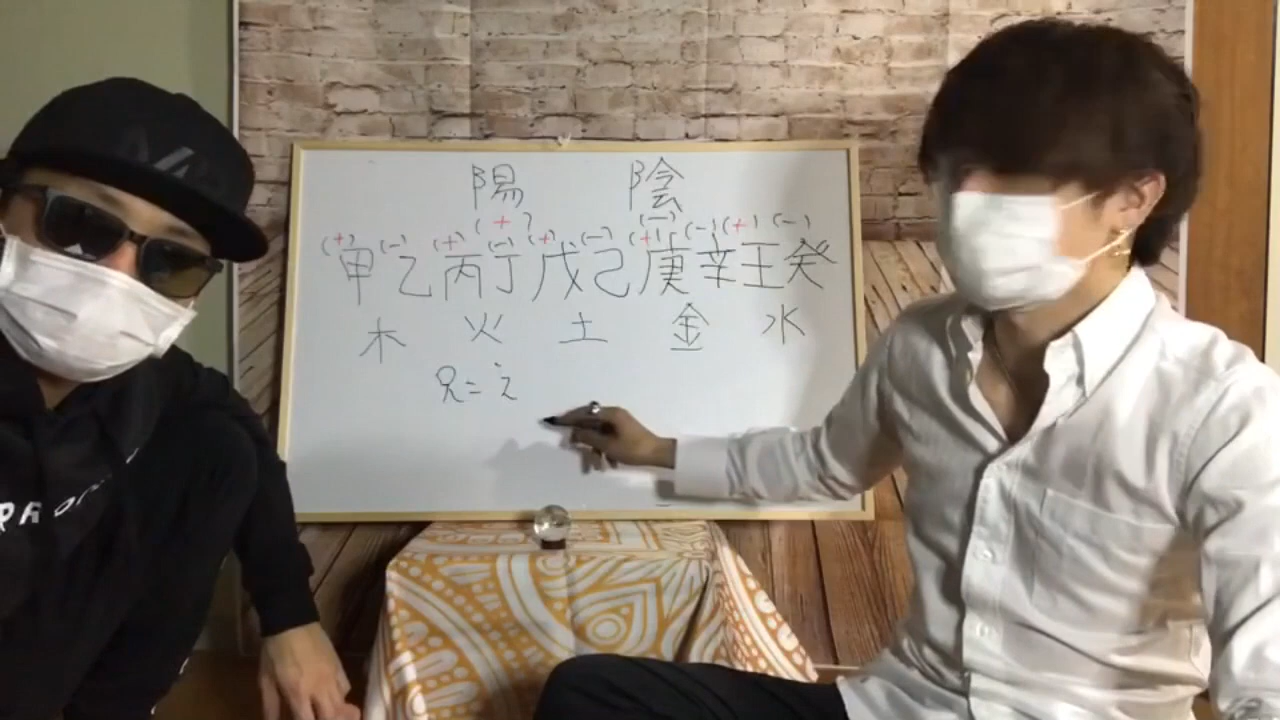 陽 陰
(+) (-)
(+) (-) (+) (-) (+) (-) (+) (-) (+) (-)
甲乙丙丁戊己庚辛壬癸
木 火 土 金 水
兄=え